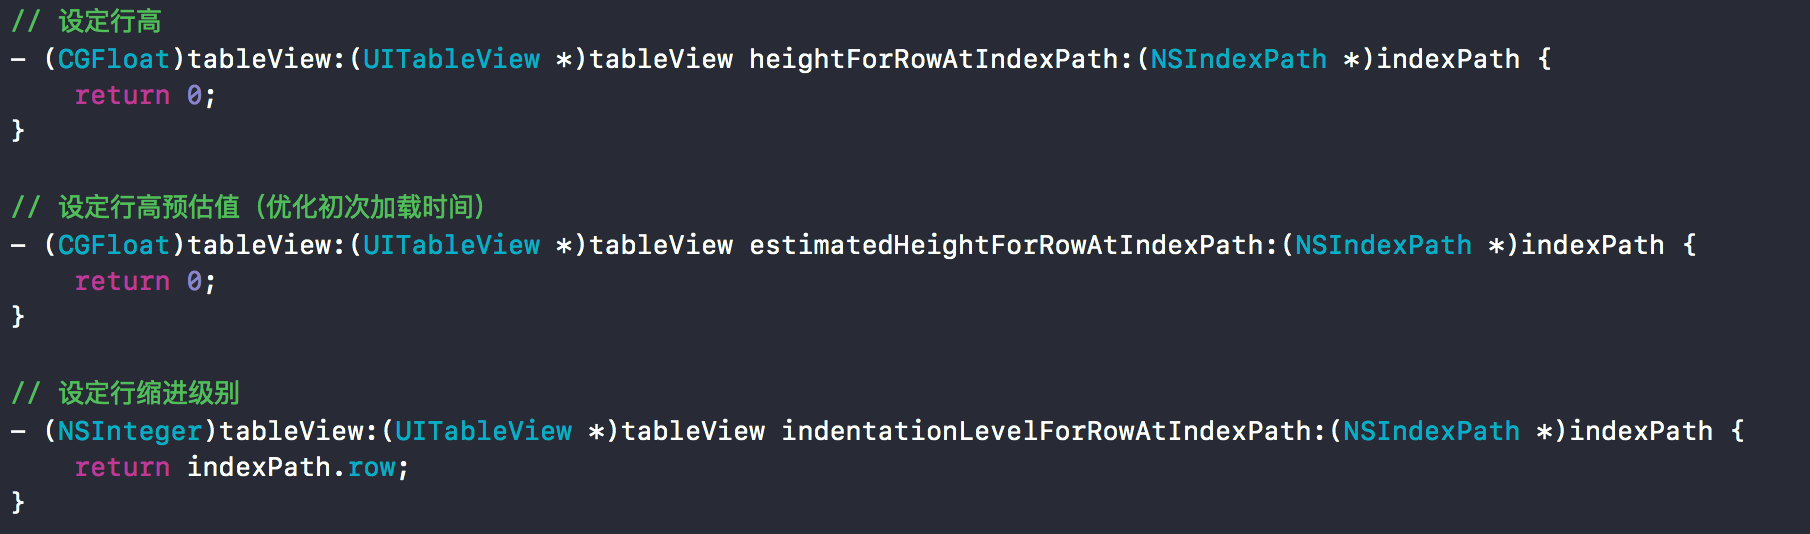 // 设定行高
- (CGFloat)tableView:(UITableView *)tableView heightForRowAtIndexPath:(NSIndexPath *)indexPath {
    return 0;
}

// 设定行高预估值（优化初次加载时间）
- (CGFloat)tableView:(UITableView *)tableView estimatedHeightForRowAtIndexPath:(NSIndexPath *)indexPath {
    return 0;
}

// 设定行缩进级别
- (NSInteger)tableView:(UITableView *)tableView indentationLevelForRowAtIndexPath:(NSIndexPath *)indexPath {
    return indexPath.row;
}